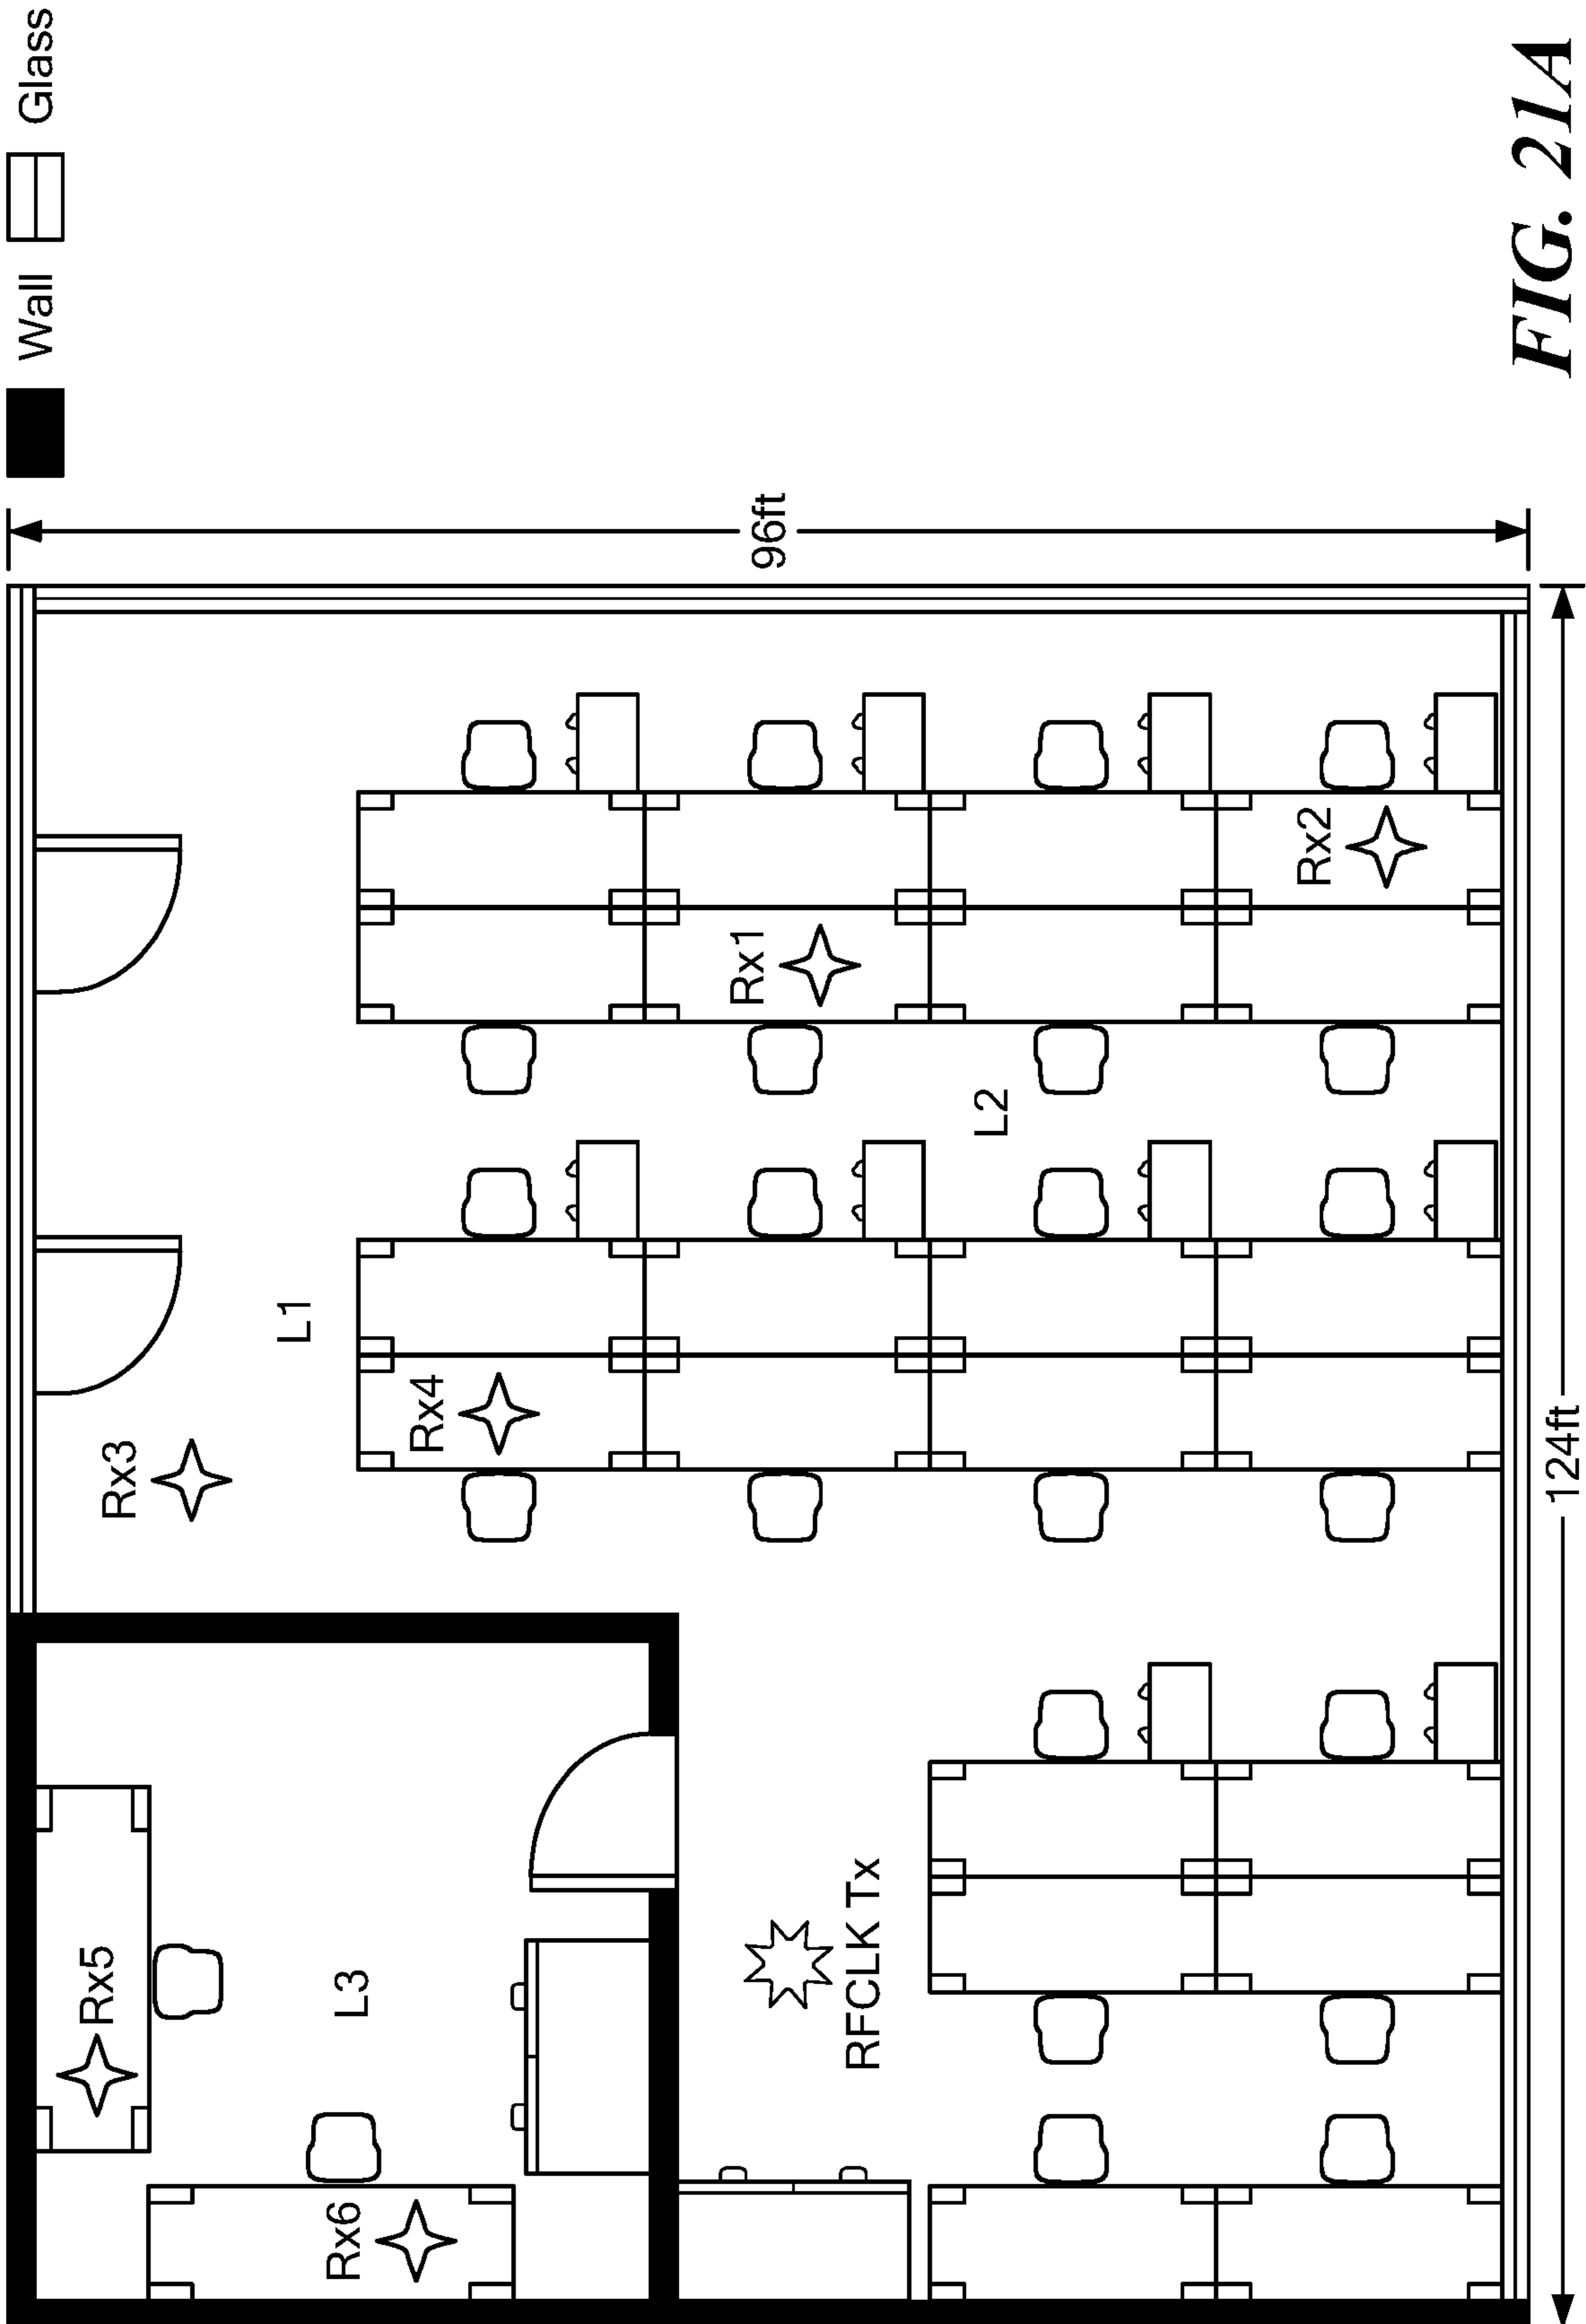 Wall
Glass
Rx5
Rx3
L1
Rx6
L3
Rx4
Rx1
96ft
RFCLK Tx
L2
Rx2
124ft
FIG. 21A